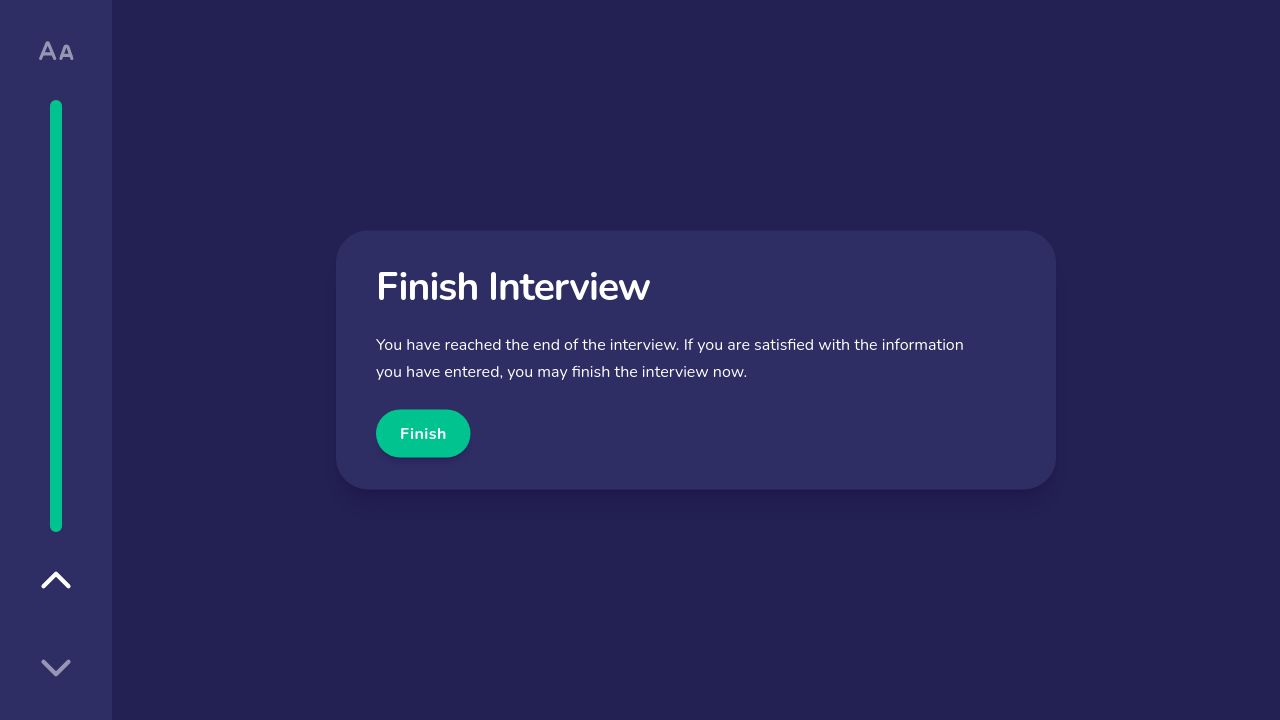 AA
Finish Interview
You have reached the end of the interview. If you are satisfied with the information
you have entered, you may finish the interview now.
Finish